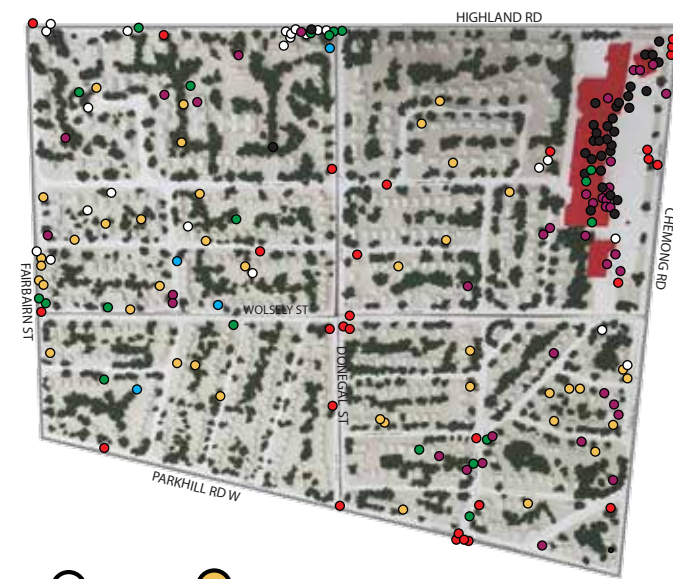 HIGHLAND RD
CHEMONG RD
FAIRBAIRN ST
WOLSELY ST
DONEGAL ST
PARKHILL RD W